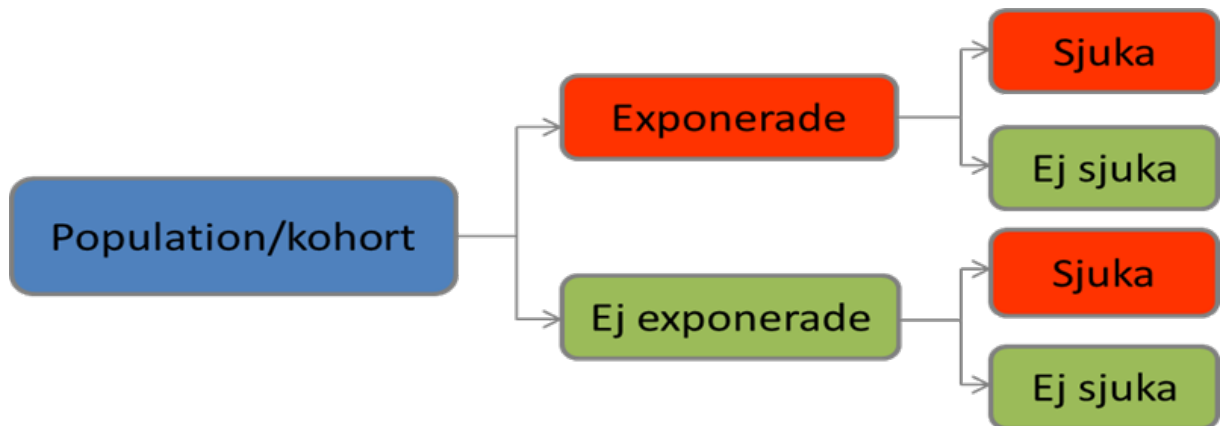 Population/kohort
Exponerade
Sjuka
Ej sjuka
Ej exponerade
Sjuka
Ej sjuka